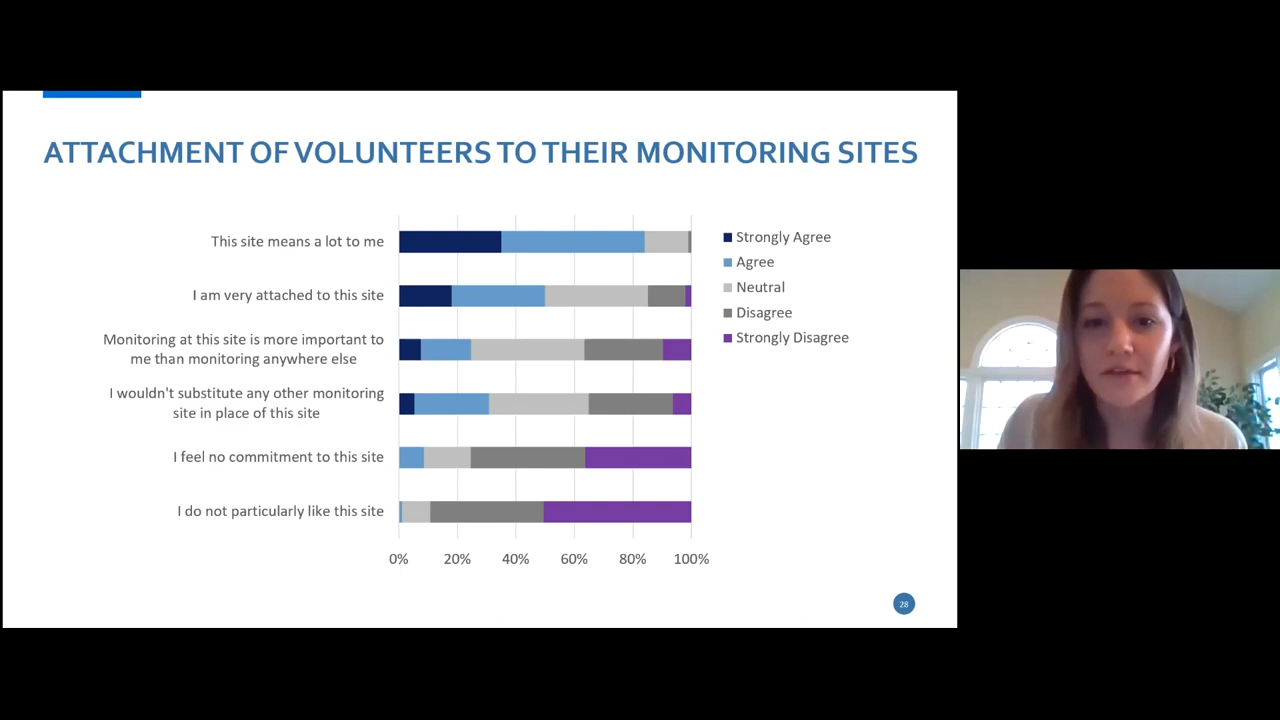 ATTACHMENT OF VOLUNTEERS TO THEIR MONITORING SITES
This site means a lot to me
I am very attached to this site
Monitoring at this site is more important to
me than monitoring anywhere else
I wouldn't substitute any other monitoring
site in place of this site
I feel no commitment to this site
I do not particularly like this site
0% 20% 40% 60% 80% 100%
Strongly Agree
Agree
Neutral
Disagree
Strongly Disagree
28